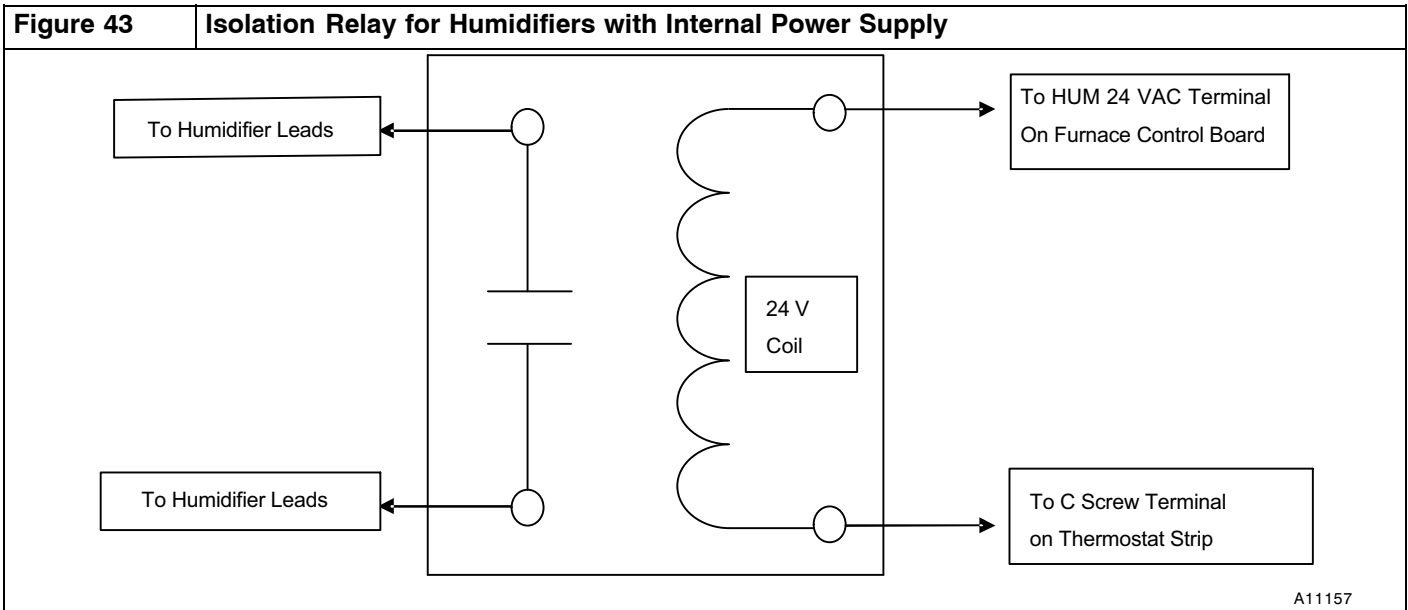 Figure 43 Isolation Relay for Humidifiers with Internal Power Supply
To Humidifier Leads
To HUM 24 VAC Terminal
On Furnace Control Board
24 V
Coil
To Humidifier Leads
To C Screw Terminal
on Thermostat Strip
A11157